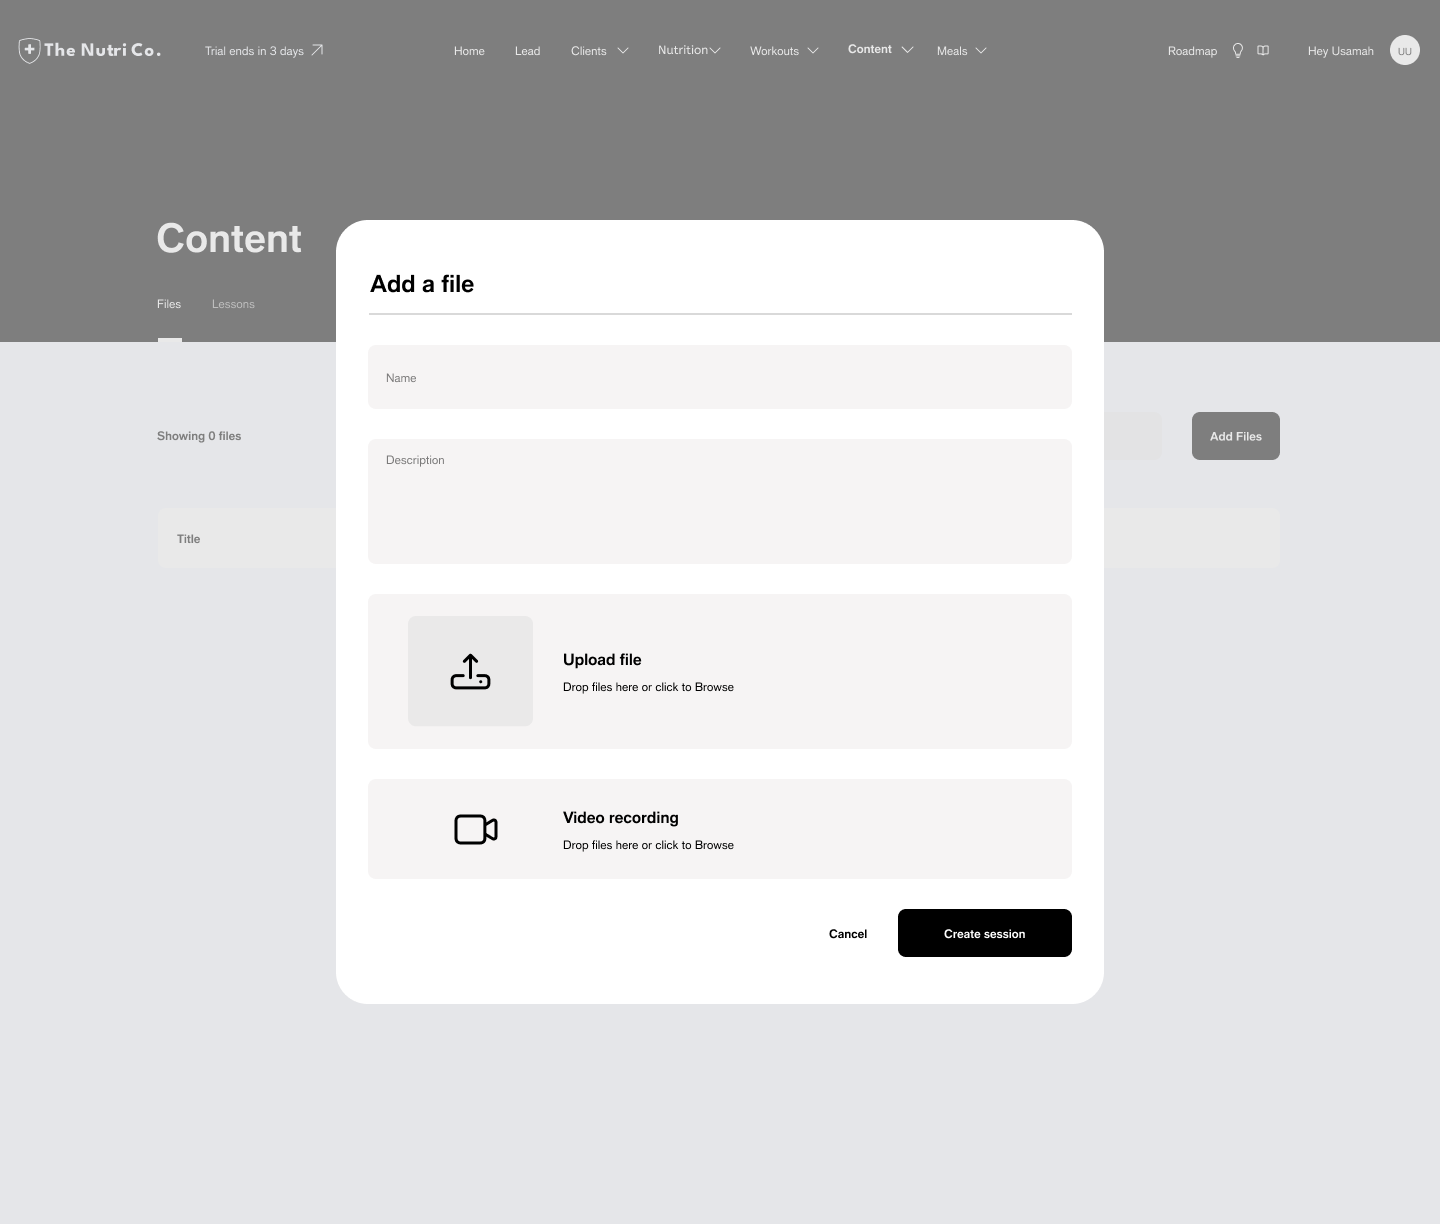 The Nutri Co.
Trial ends in 3 days
Home
Lead
Clients
Nutrition
Workouts
Content
Meals
Roadmap
Hey Usamah
UU
Content
Files
Lessons
Add a file
Name
Showing 0 files
Add Files
Description
Title
Upload file
Drop files here or click to Browse
Video recording
Drop files here or click to Browse
Cancel
Create session